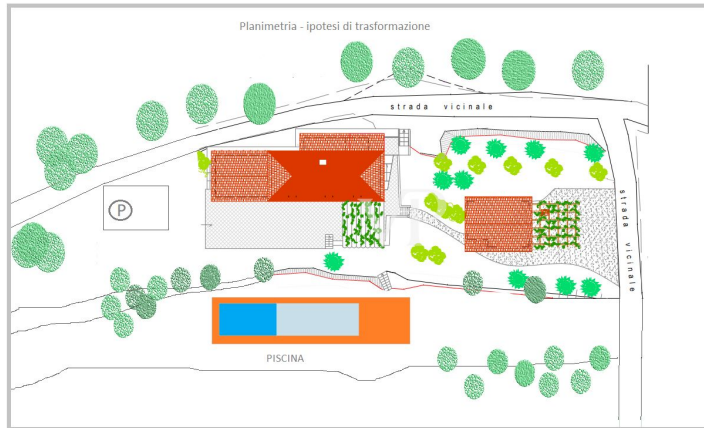 Planimetria - ipotesi di trasformazione
strada vicinale
P
strada vicinale
PISCINA